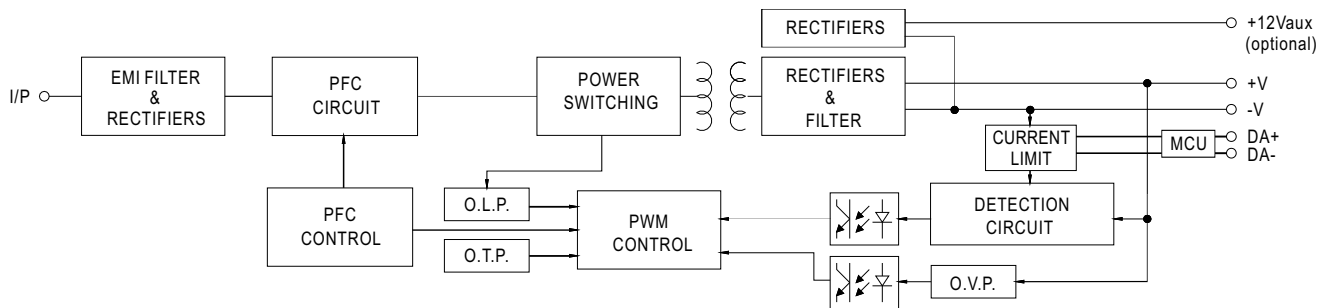 RECTIFIERS
+12Vaux
(optional)
I/P
EMI FILTER
&
RECTIFIERS
PFC
CIRCUIT
POWER
SWITCHING
RECTIFIERS
&
FILTER
+V
-V
CURRENT
LIMIT
MCU
DA+
DA-
O.L.P.
PFC
CONTROL
O.T.P.
PWM
CONTROL
DETECTION
CIRCUIT
O.V.P.